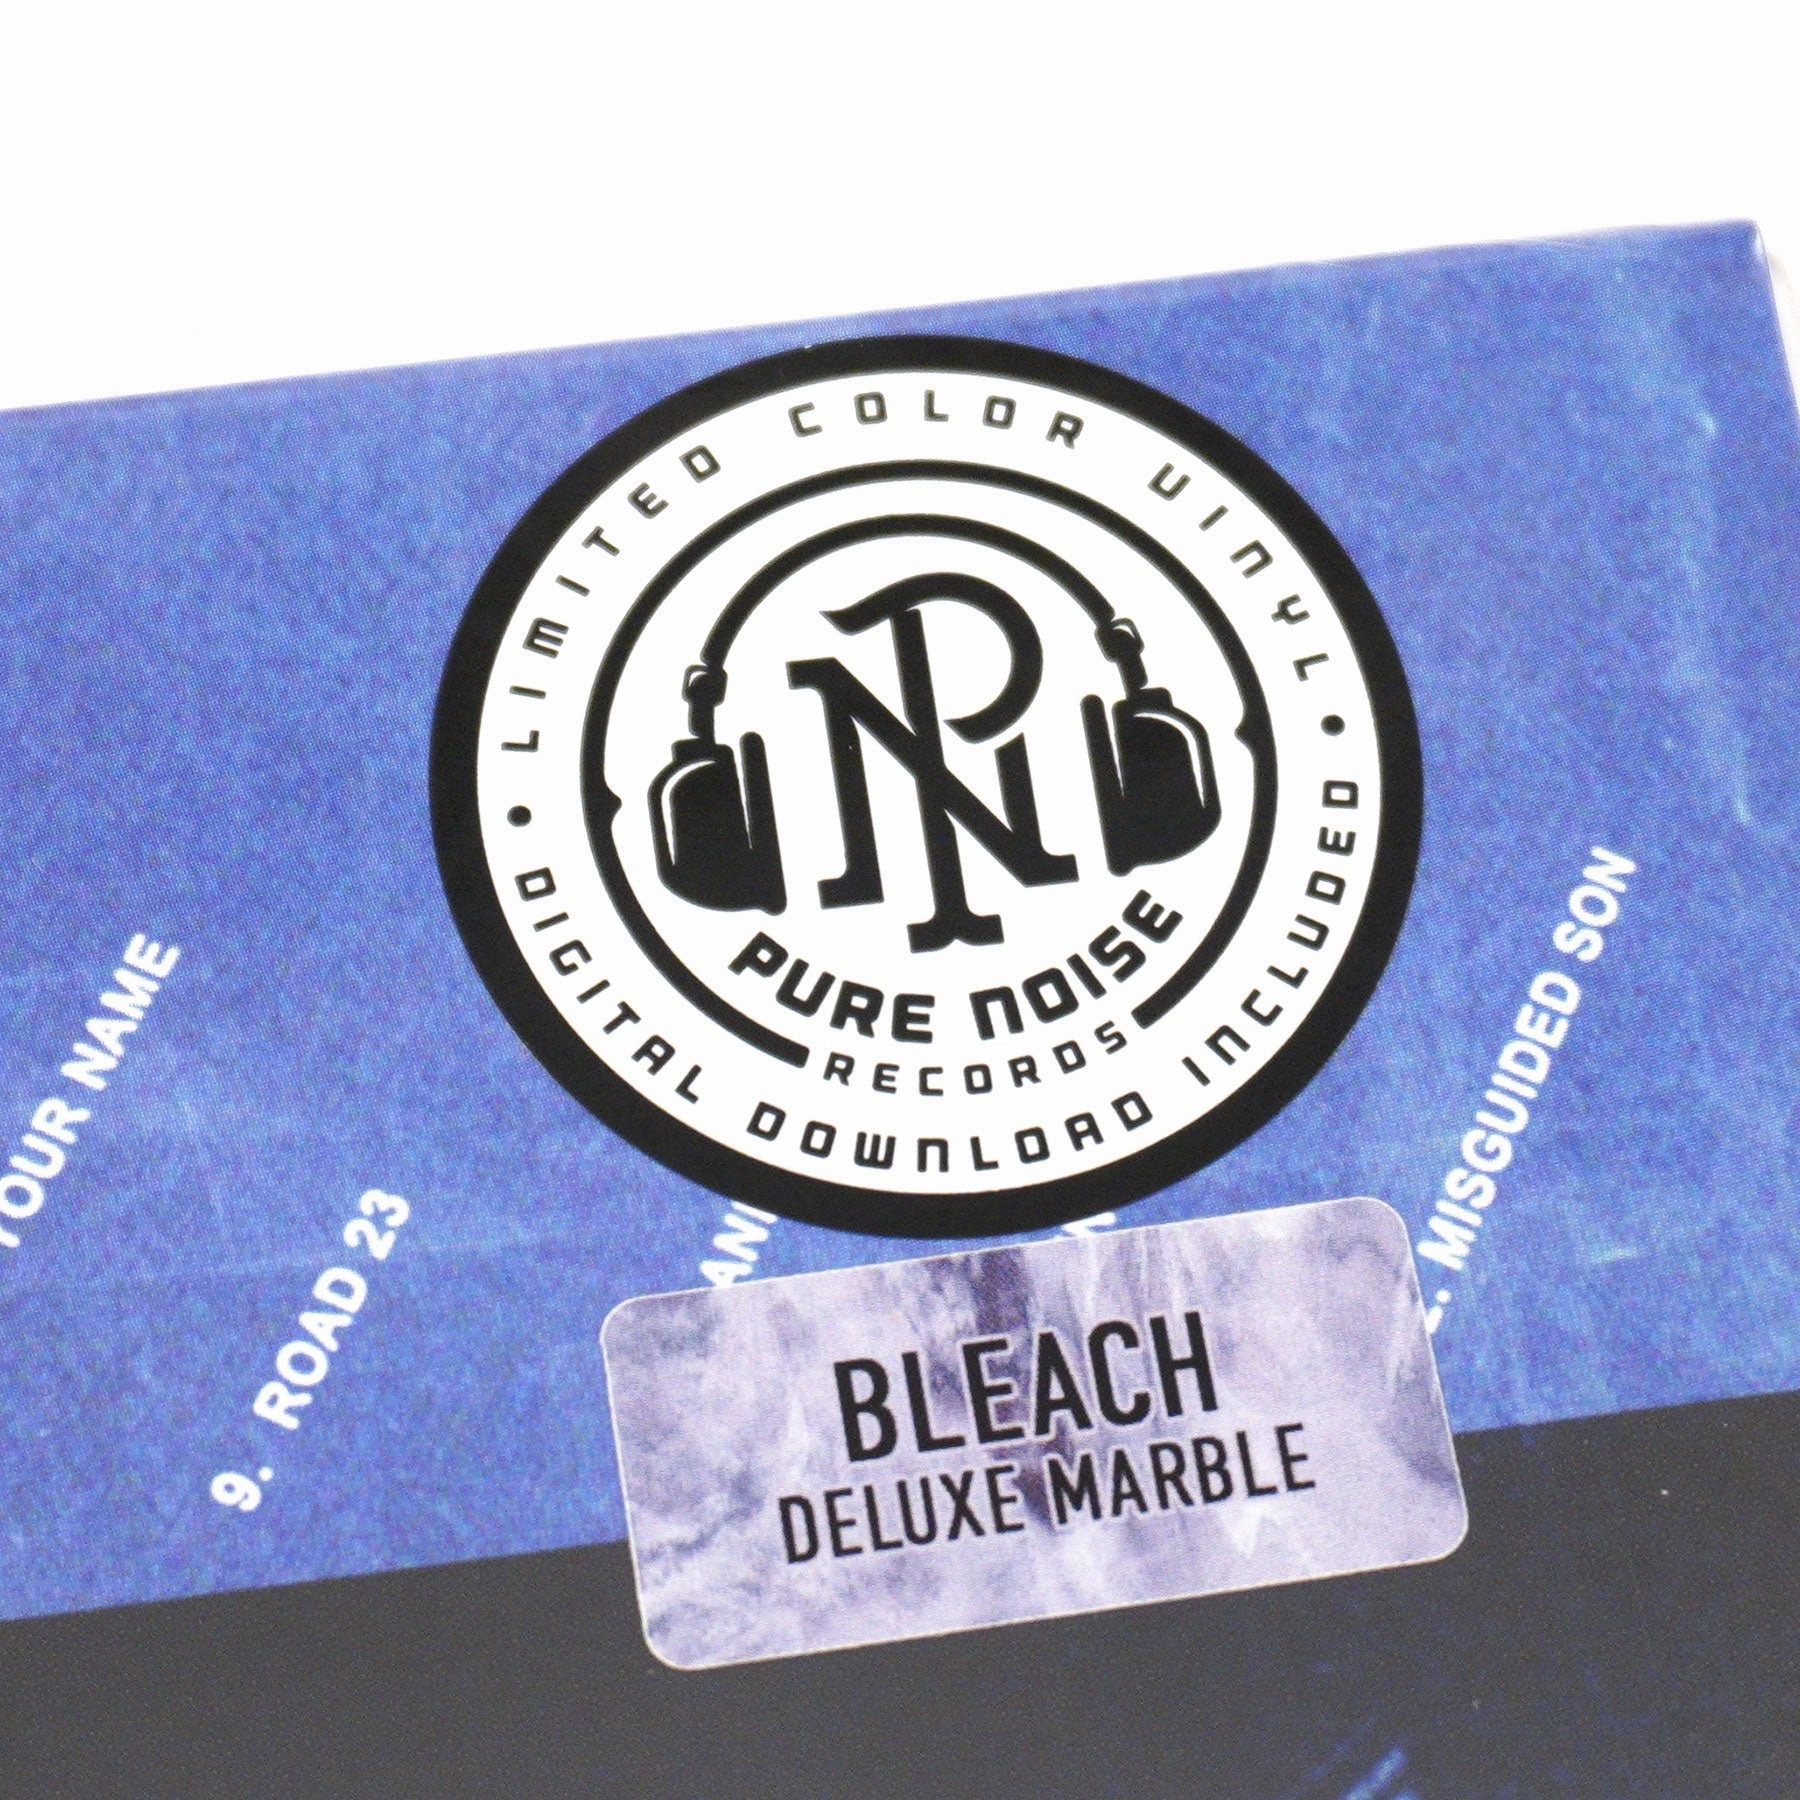 • LIMITED COLOR VINYL •
DIGITAL DOWNLOAD INCLUDED
PN
PURE NOISE
RECORDS
YOUR NAME
9. ROAD 23
MISGUIDED SON
BLEACH
DELUXE MARBLE